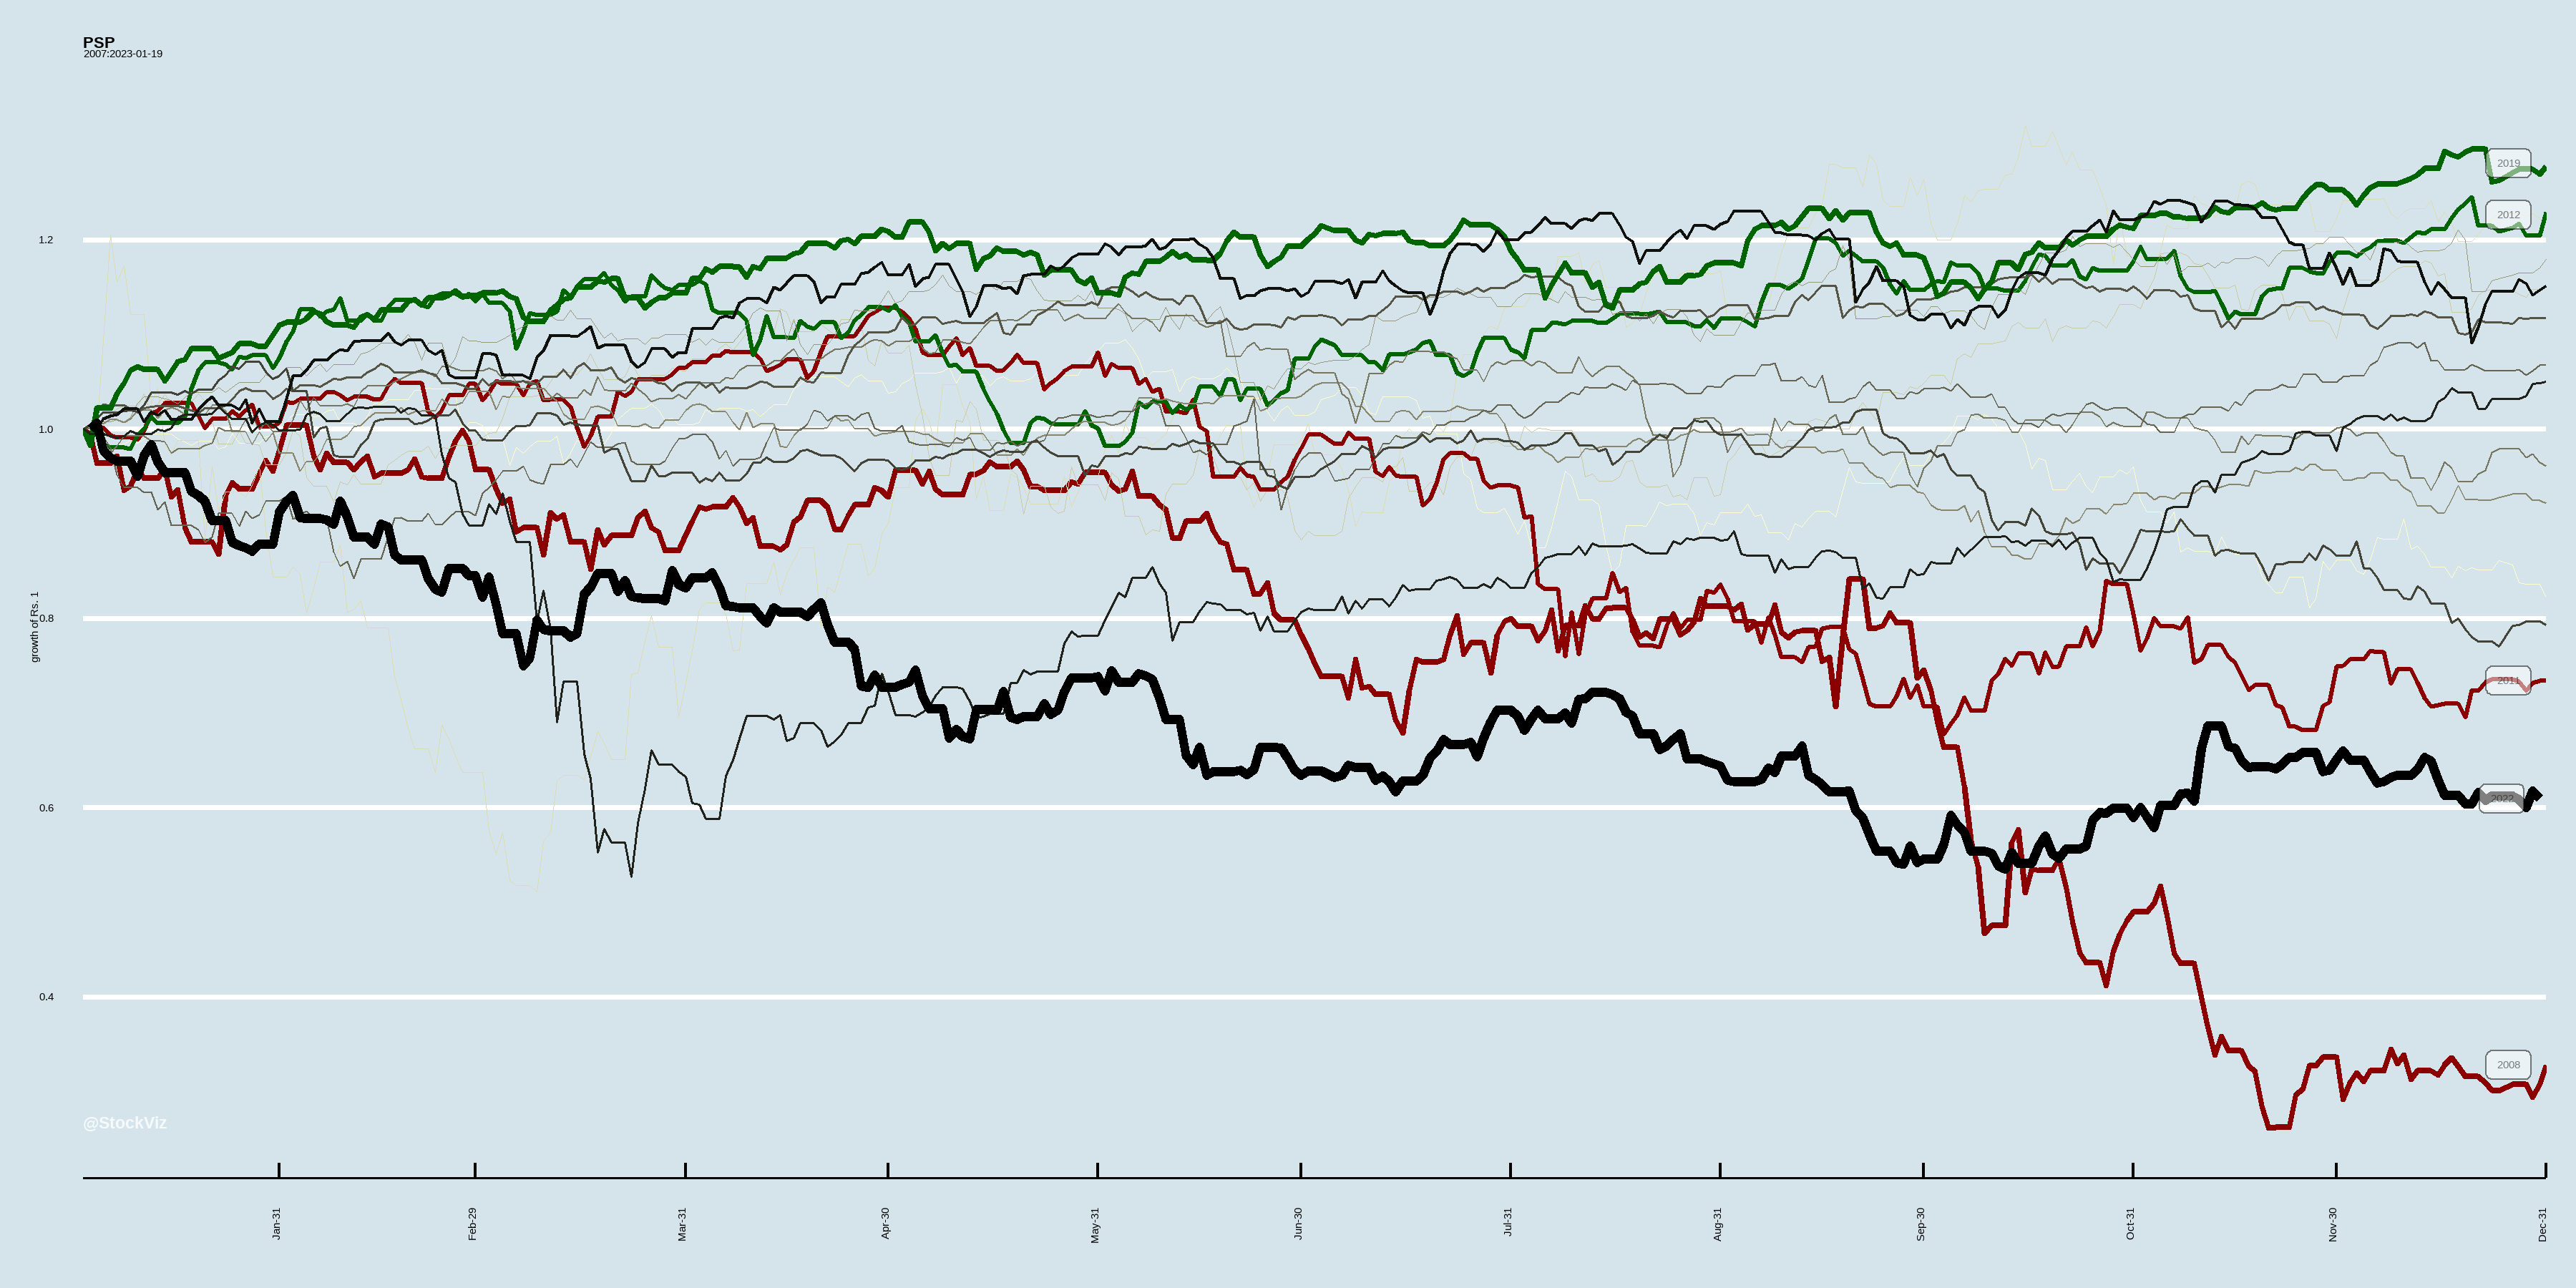 PSP
2007:2023-01-19
growth of Rs. 1
1.2
1.0
0.8
0.6
0.4
2019
2012
2011
2022
2008
@StockViz
Jan-31
Feb-29
Mar-31
Apr-30
May-31
Jun-30
Jul-31
Aug-31
Sep-30
Oct-31
Nov-30
Dec-31